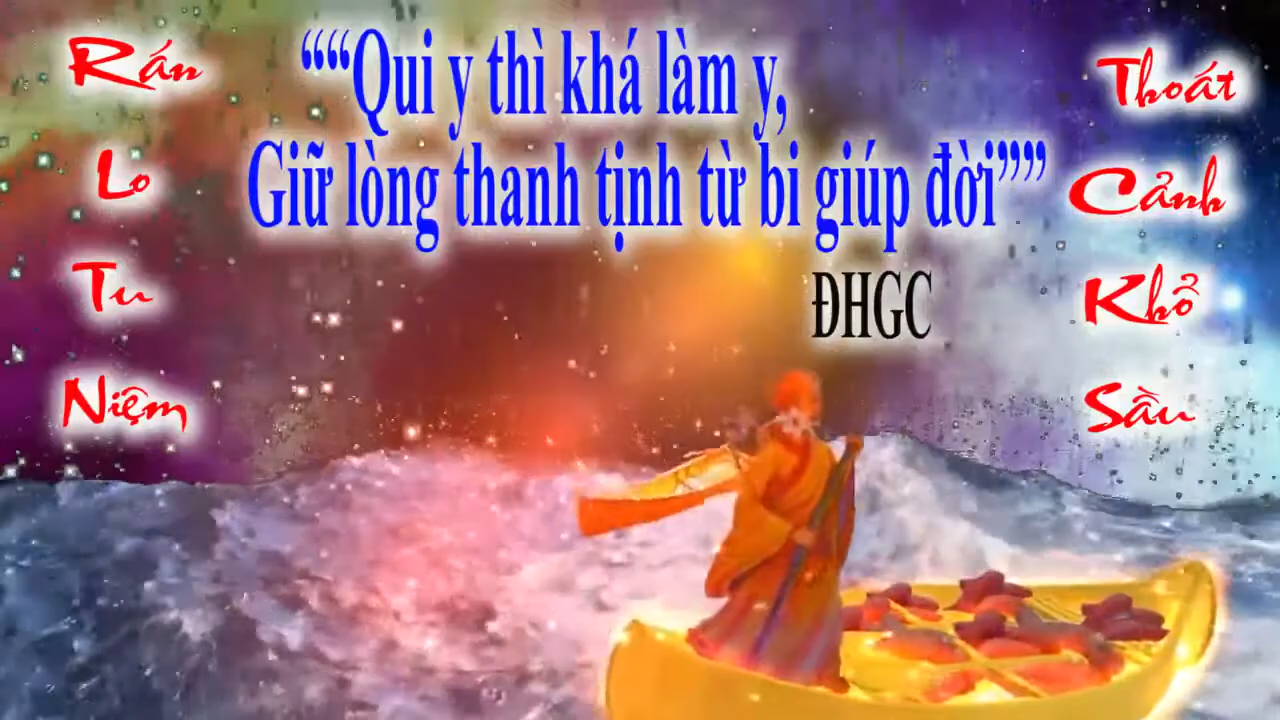 ““Qui y thì khá làm y,
Giữ lòng thanh tịnh từ bi giúp đời””
ĐHGC
Rán
Lo
Tu
Niệm
Thoát
Cảnh
Khổ
Sầu